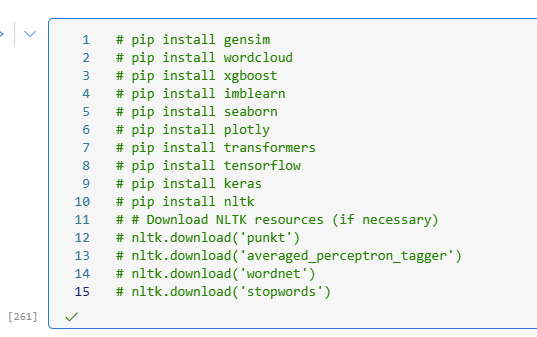 1 # pip install gensim
2 # pip install wordcloud
3 # pip install xgboost
4 # pip install imblearn
5 # pip install seaborn
6 # pip install plotly
7 # pip install transformers
8 # pip install tensorflow
9 # pip install keras
10 # pip install nltk
11 # # Download NLTK resources (if necessary)
12 # nltk.download('punkt')
13 # nltk.download('averaged_perceptron_tagger')
14 # nltk.download('wordnet')
15 # nltk.download('stopwords')
[261]